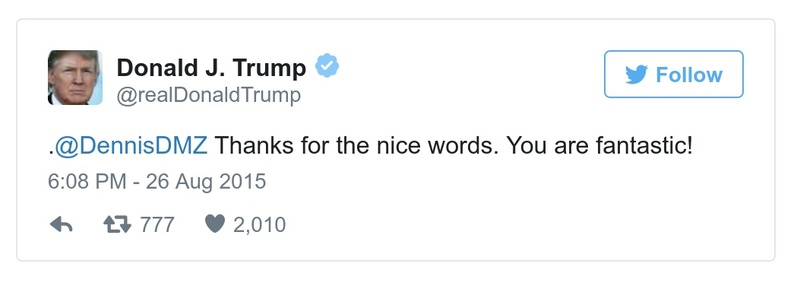 Donald J. Trump
@realDonaldTrump
Follow
.@DennisDMZ Thanks for the nice words. You are fantastic!
6:08 PM - 26 Aug 2015
777 2,010